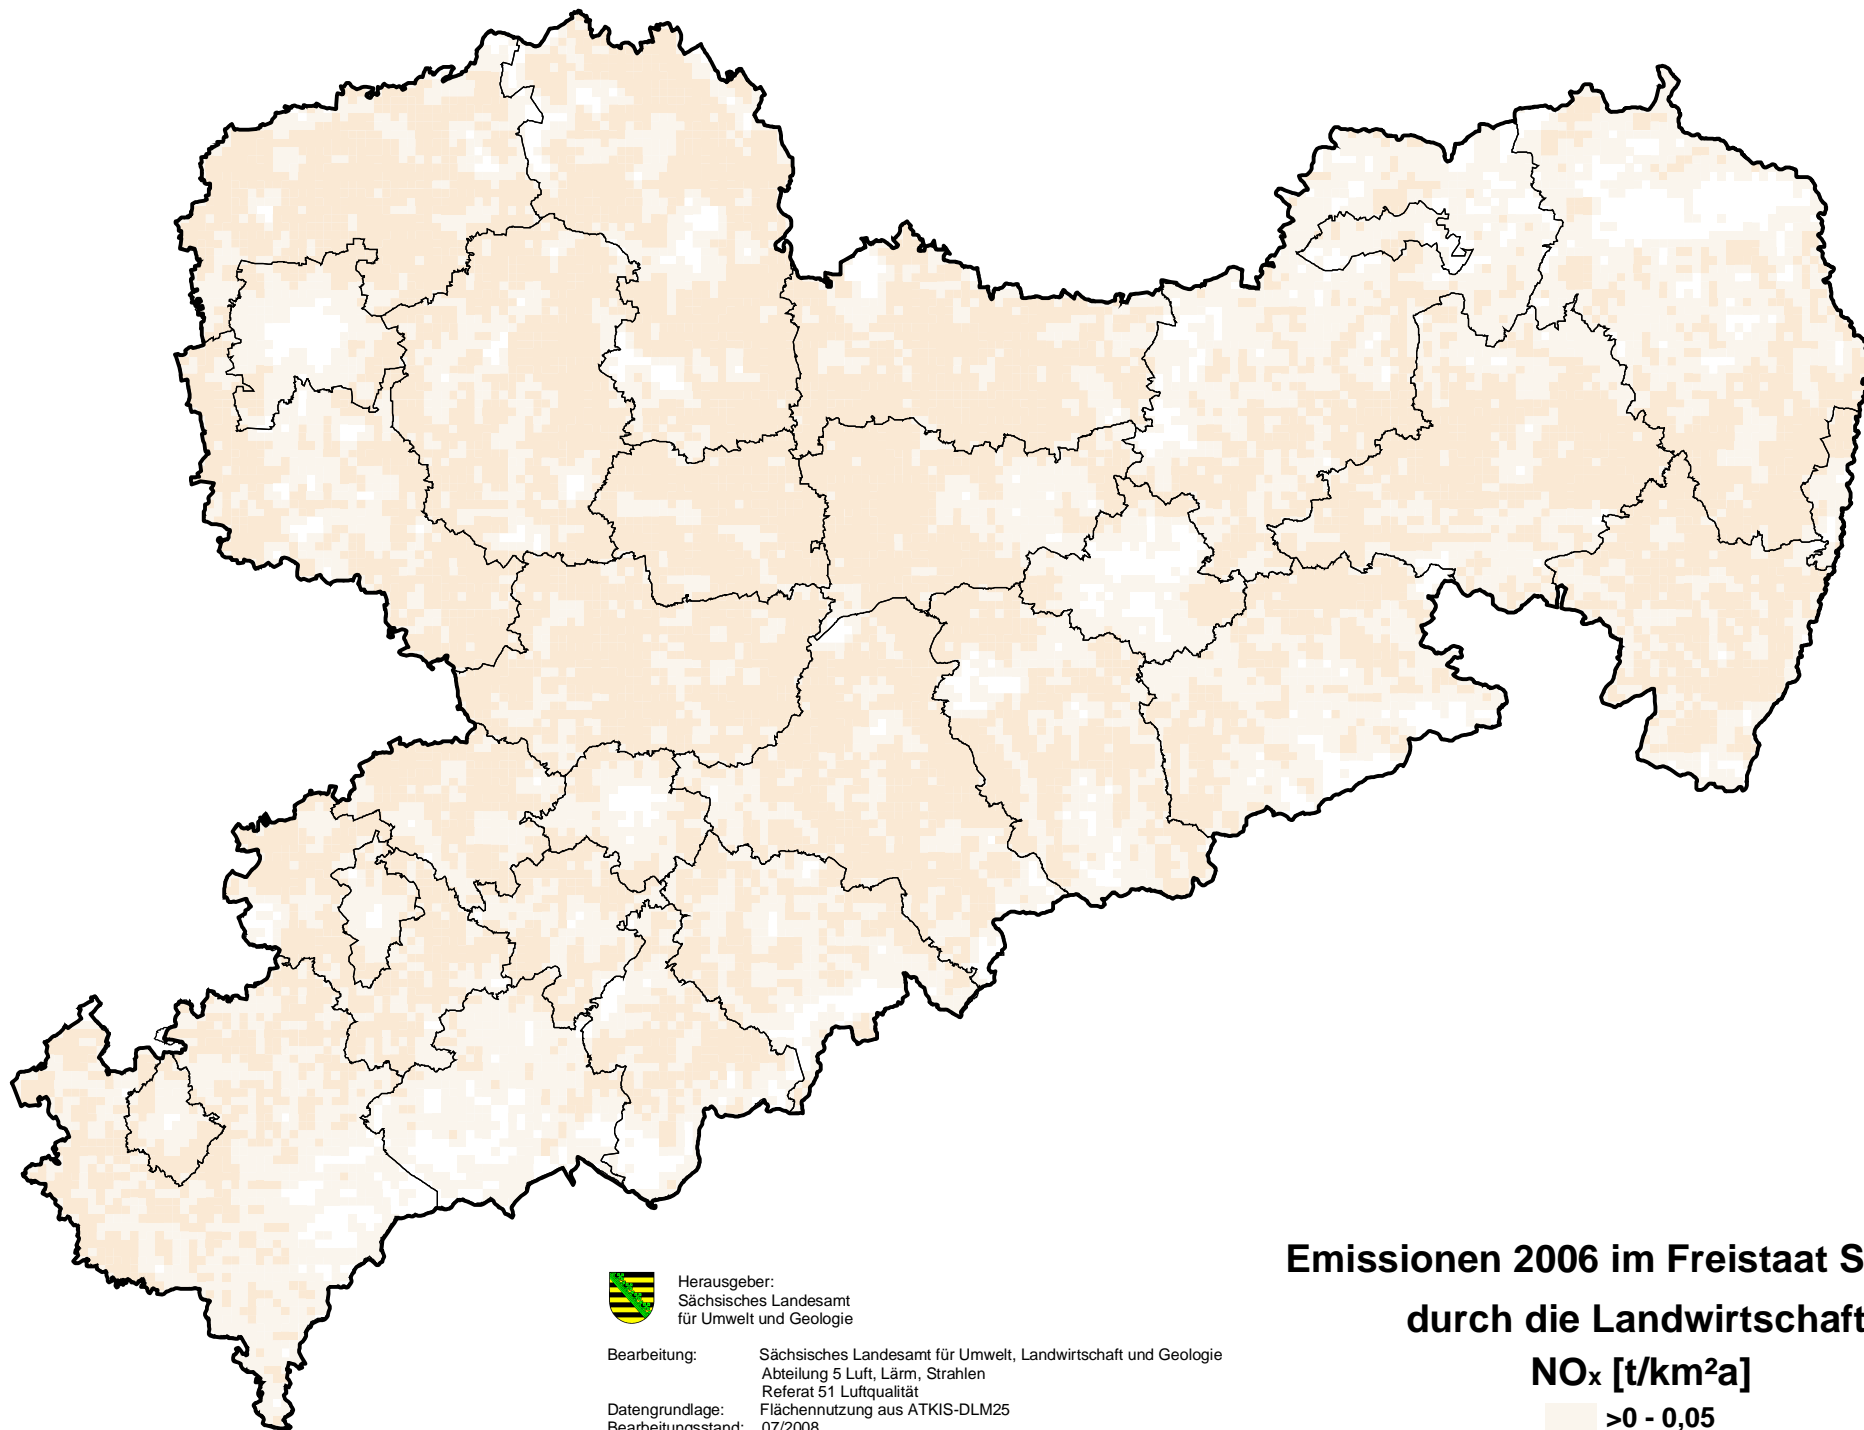 Herausgeber:
Sächsisches Landesamt
für Umwelt und Geologie
Bearbeitung: Sächsisches Landesamt für Umwelt, Landwirtschaft und Geologie
Abteilung 5 Luft, Lärm, Strahlen
Referat 51 Luftqualität
Datengrundlage: Flächennutzung aus ATKIS-DLM25
Bearbeitungsstand: 07/2008
Emissionen 2006 im Freistaat S
durch die Landwirtschaft
NOx [t/km²a]
>0 - 0,05